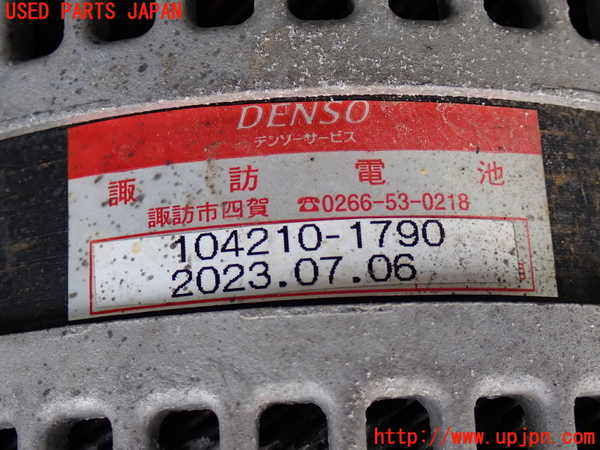 USED PARTS JAPAN
DENSO
デンソーサービス
諏訪電池
諏訪市四賀 ☎0266-53-0218
104210-1790
2023.07.06
http://www.upjpn.com/